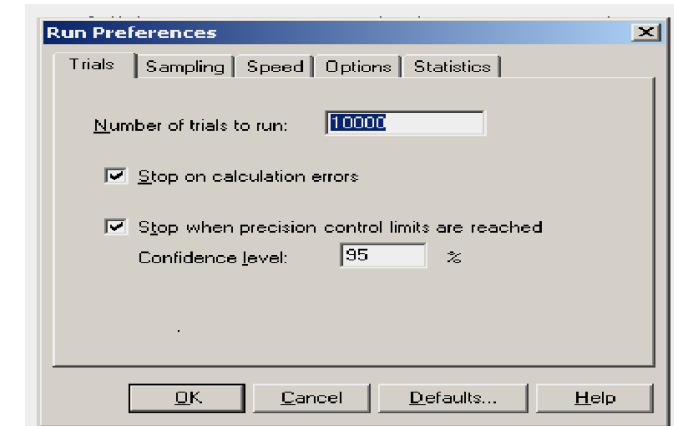 Run Preferences
Trials Sampling Speed Options Statistics
Number of trials to run: 10000
Stop on calculation errors
Stop when precision control limits are reached
Confidence level: 95 %
OK Cancel Defaults... Help